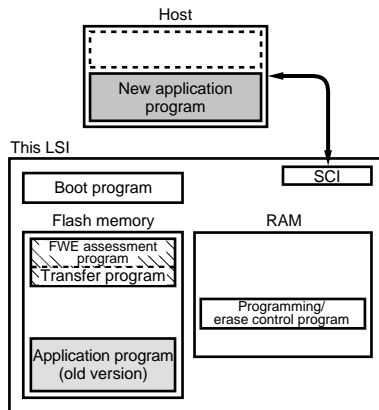 Host
New application
program
This LSI
SCI
Boot program
Flash memory
RAM
FWE assessment
program
Transfer program
Programming/
erase control program
Application program
(old version)